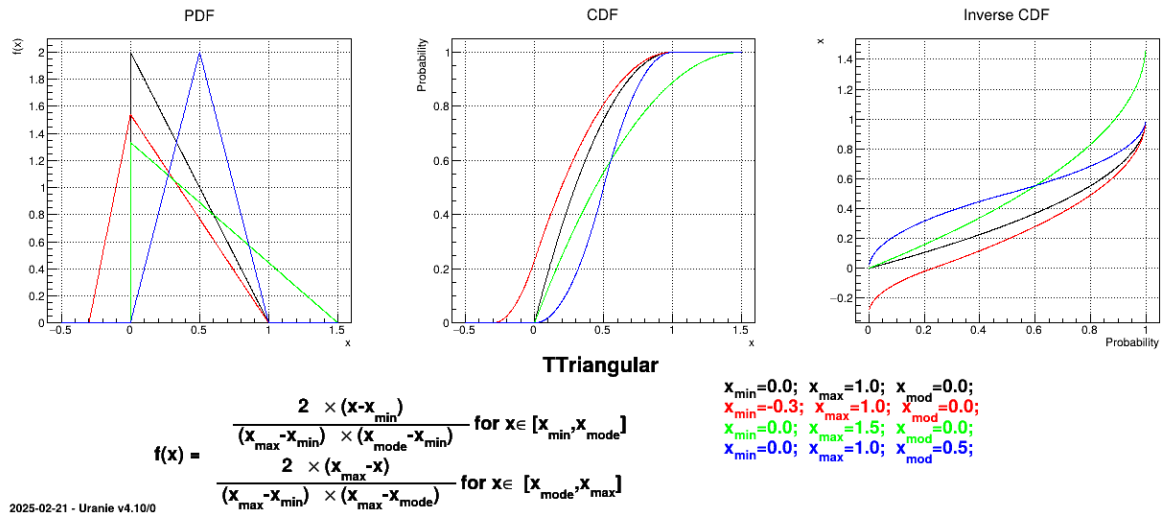 PDF
CDF
Inverse CDF
f(x)
2
1.8
1.6
1.4
1.2
1
0.8
0.6
0.4
0.2
0
−0.5 0 0.5 1 1.5
x
Probability
1
0.8
0.6
0.4
0.2
0
−0.5 0 0.5 1 1.5
x
x
1.4
1.2
1
0.8
0.6
0.4
0.2
0
−0.2
0 0.2 0.4 0.6 0.8 1
Probability
TTriangular
f(x) =
2 ×(x-xmin)
(xmax-xmin) ×(xmode-xmin)
for x∈ [xmin,xmode]
2 ×(xmax-x)
(xmax-xmin) ×(xmax-xmode)
for x∈ [xmode,xmax]
xmin=0.0; xmax=1.0; xmod=0.0;
xmin=-0.3; xmax=1.0; xmod=0.0;
xmin=0.0; xmax=1.5; xmod=0.0;
xmin=0.0; xmax=1.0; xmod=0.5;
2025-02-21 - Uranie v4.10/0